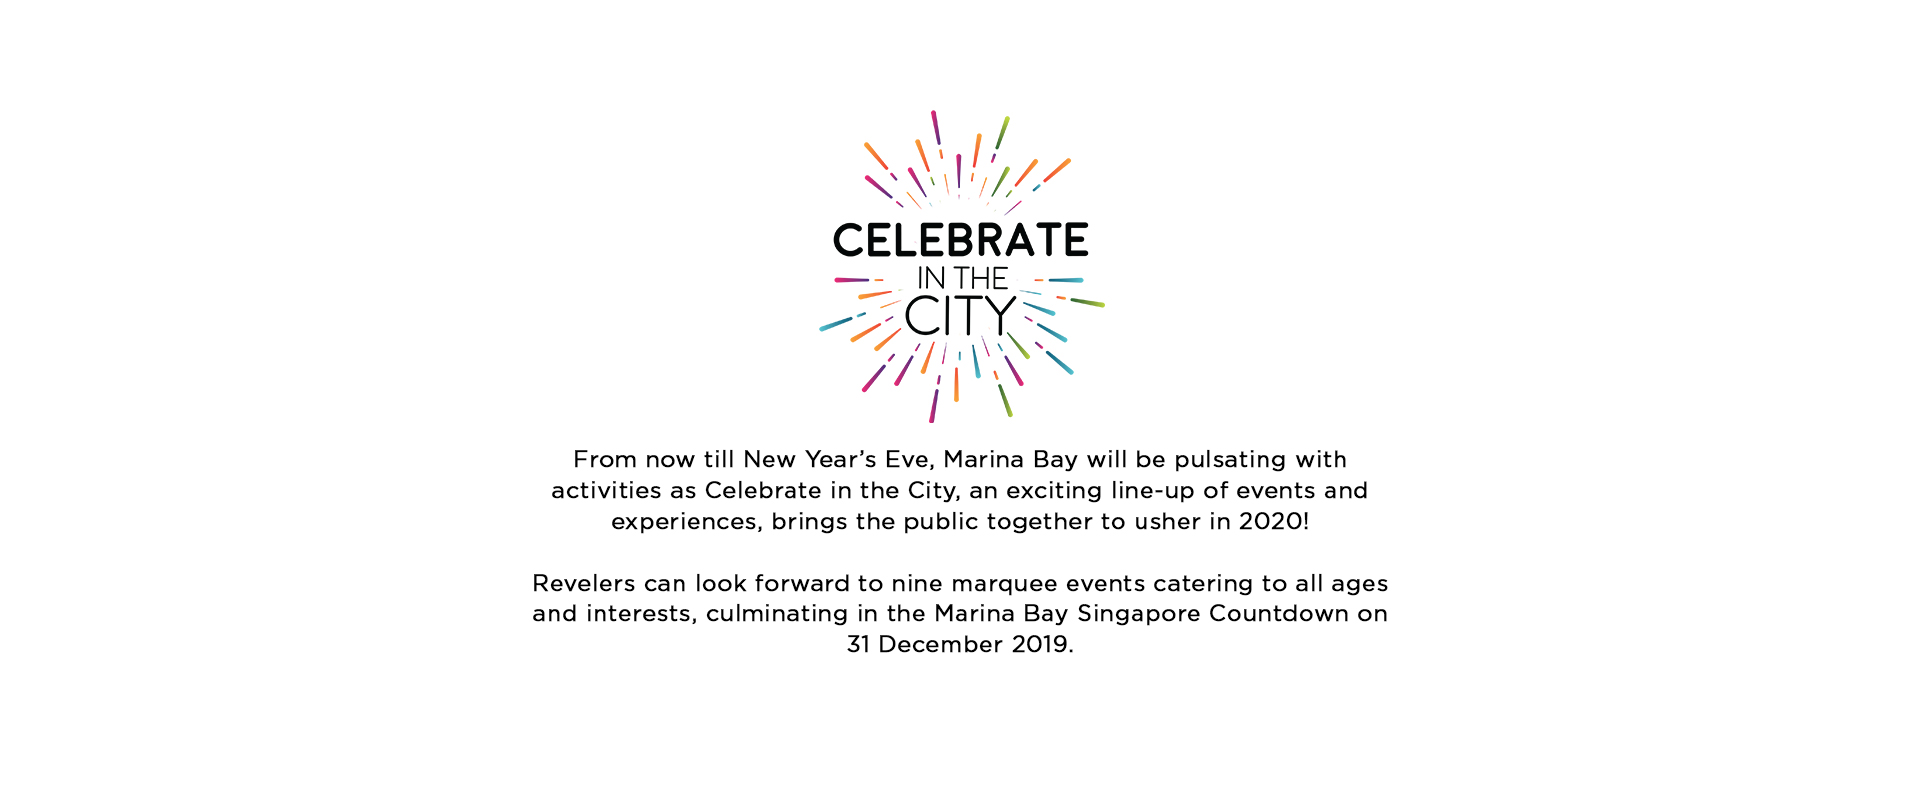 CELEBRATE
IN THE
CITY
From now till New Year’s Eve, Marina Bay will be pulsating with
activities as Celebrate in the City, an exciting line-up of events and
experiences, brings the public together to usher in 2020!
Revelers can look forward to nine marquee events catering to all ages
and interests, culminating in the Marina Bay Singapore Countdown on
31 December 2019.